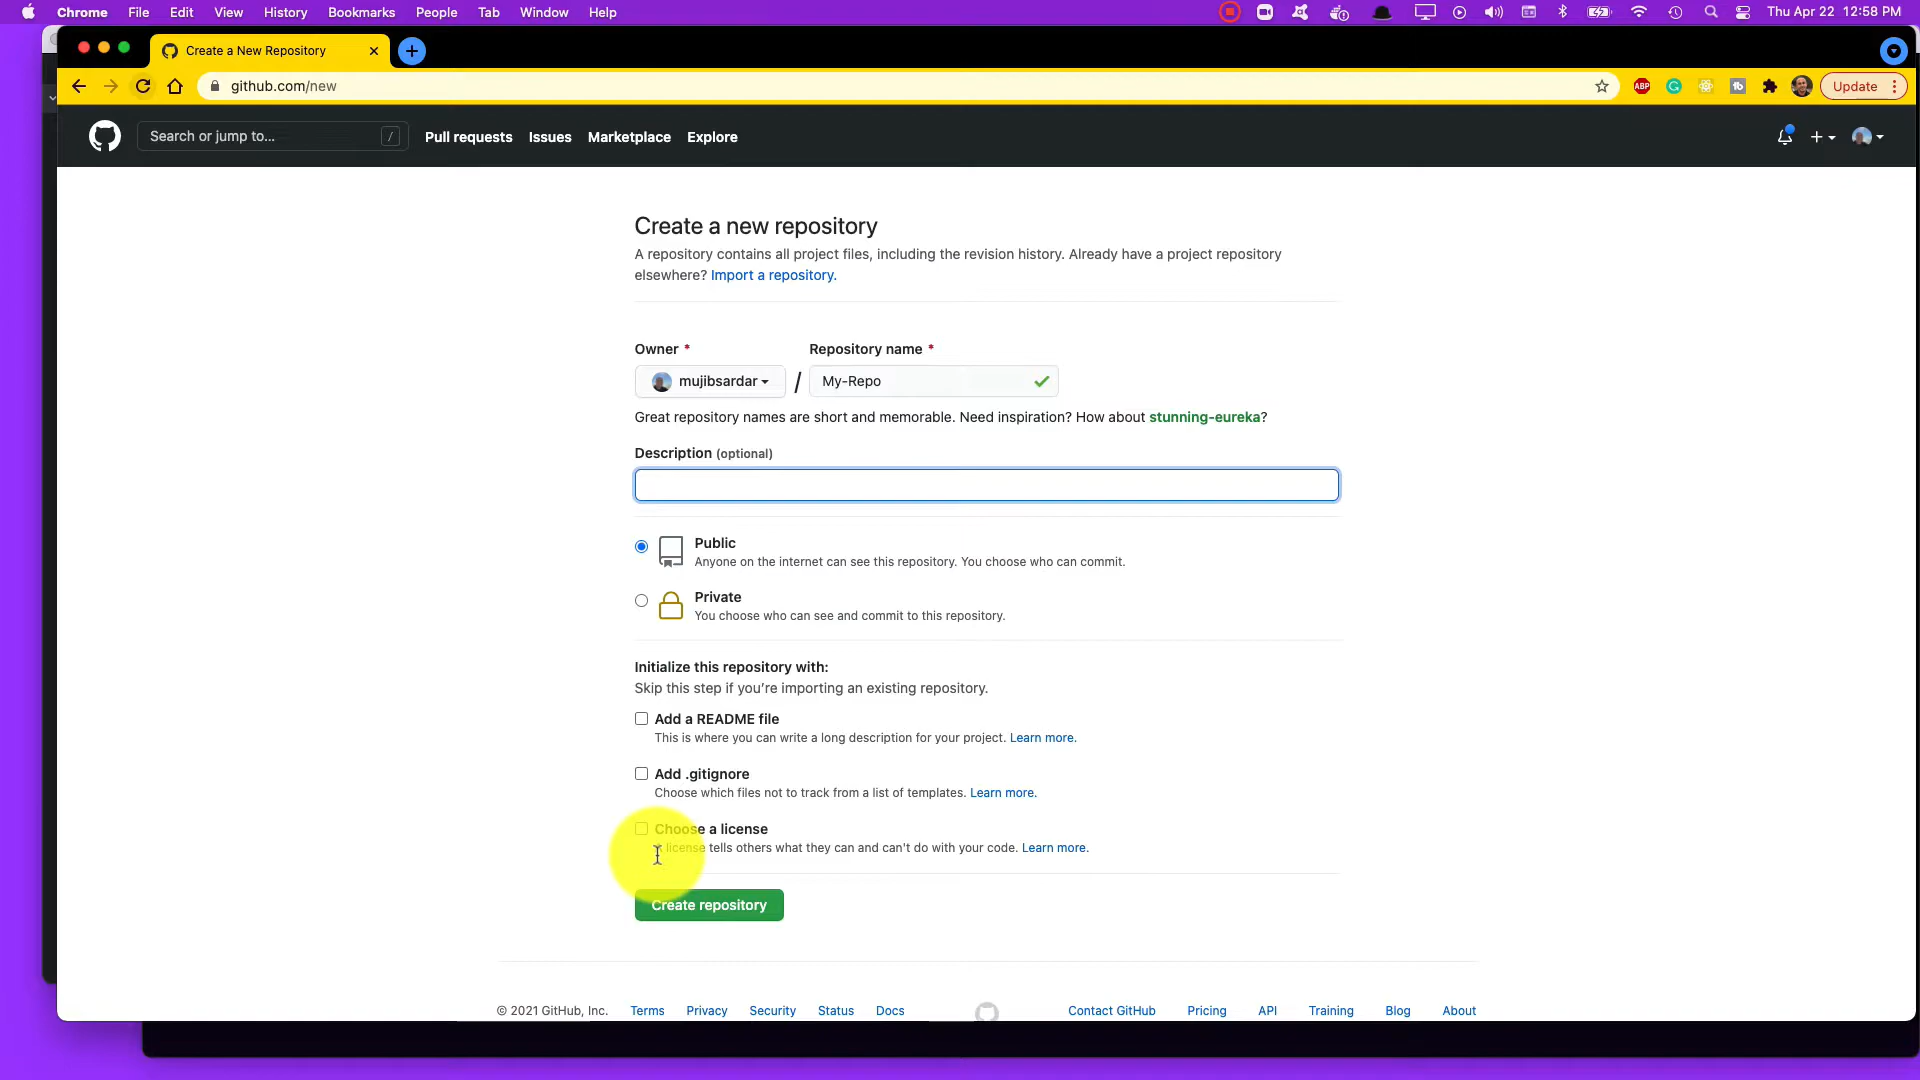 Chrome File Edit View History Bookmarks People Tab Window Help
Thu Apr 22 12:58 PM
Create a New Repository
github.com/new
ABP
Update
Search or jump to... /
Pull requests Issues Marketplace Explore
Create a new repository
A repository contains all project files, including the revision history. Already have a project repository
elsewhere? Import a repository.
Owner * Repository name *
mujibsardar / My-Repo
Great repository names are short and memorable. Need inspiration? How about stunning-eureka?
Description (optional)
Public
Anyone on the internet can see this repository. You choose who can commit.
Private
You choose who can see and commit to this repository.
Initialize this repository with:
Skip this step if you’re importing an existing repository.
Add a README file
This is where you can write a long description for your project. Learn more.
Add .gitignore
Choose which files not to track from a list of templates. Learn more.
Choose a license
license tells others what they can and can't do with your code. Learn more.
Create repository
© 2021 GitHub, Inc. Terms Privacy Security Status Docs Contact GitHub Pricing API Training Blog About